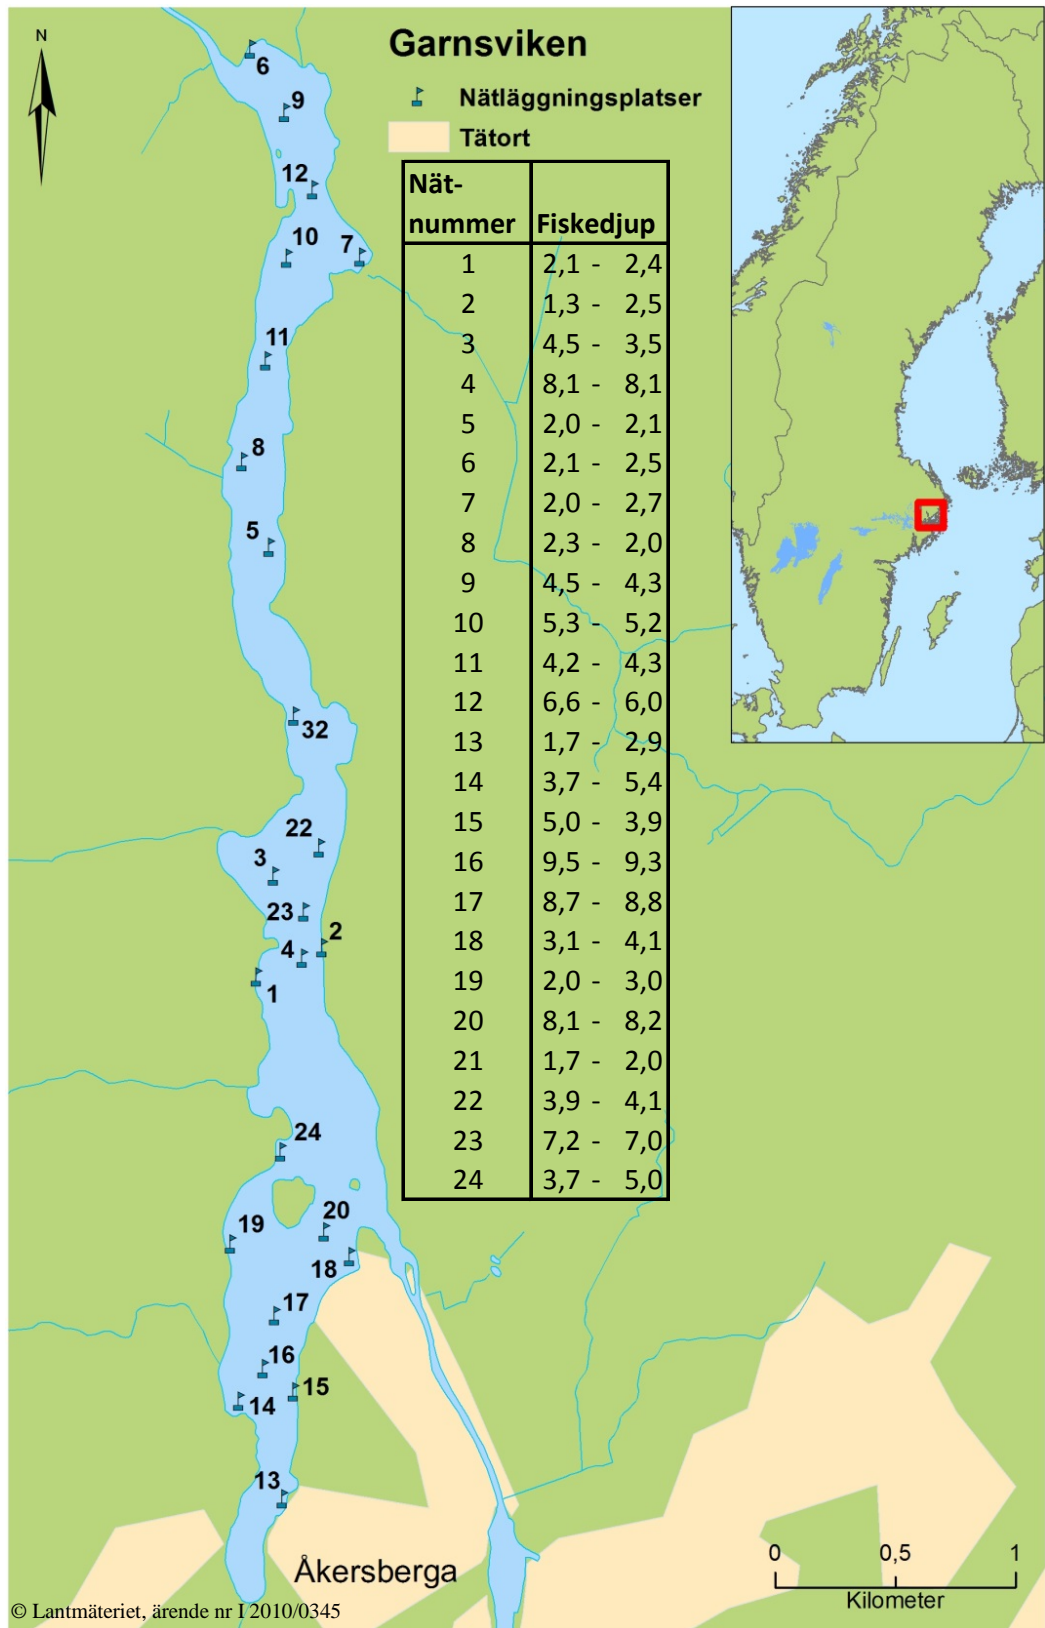 N
Garnsviken
Nätläggningsplatser
Tätort
Nät-
nummer Fiskedjup
1 2,1 - 2,4
2 1,3 - 2,5
3 4,5 - 3,5
4 8,1 - 8,1
5 2,0 - 2,1
6 2,1 - 2,5
7 2,0 - 2,7
8 2,3 - 2,0
9 4,5 - 4,3
10 5,3 - 5,2
11 4,2 - 4,3
12 6,6 - 6,0
13 1,7 - 2,9
14 3,7 - 5,4
15 5,0 - 3,9
16 9,5 - 9,3
17 8,7 - 8,8
18 3,1 - 4,1
19 2,0 - 3,0
20 8,1 - 8,2
21 1,7 - 2,0
22 3,9 - 4,1
23 7,2 - 7,0
24 3,7 - 5,0
6
9
12
10
7
11
8
5
32
22
3
23
2
4
1
24
20
19
18
17
16
15
14
13
Åkersberga
0 0,5 1
Kilometer
© Lantmäteriet, ärende nr I 2010/0345